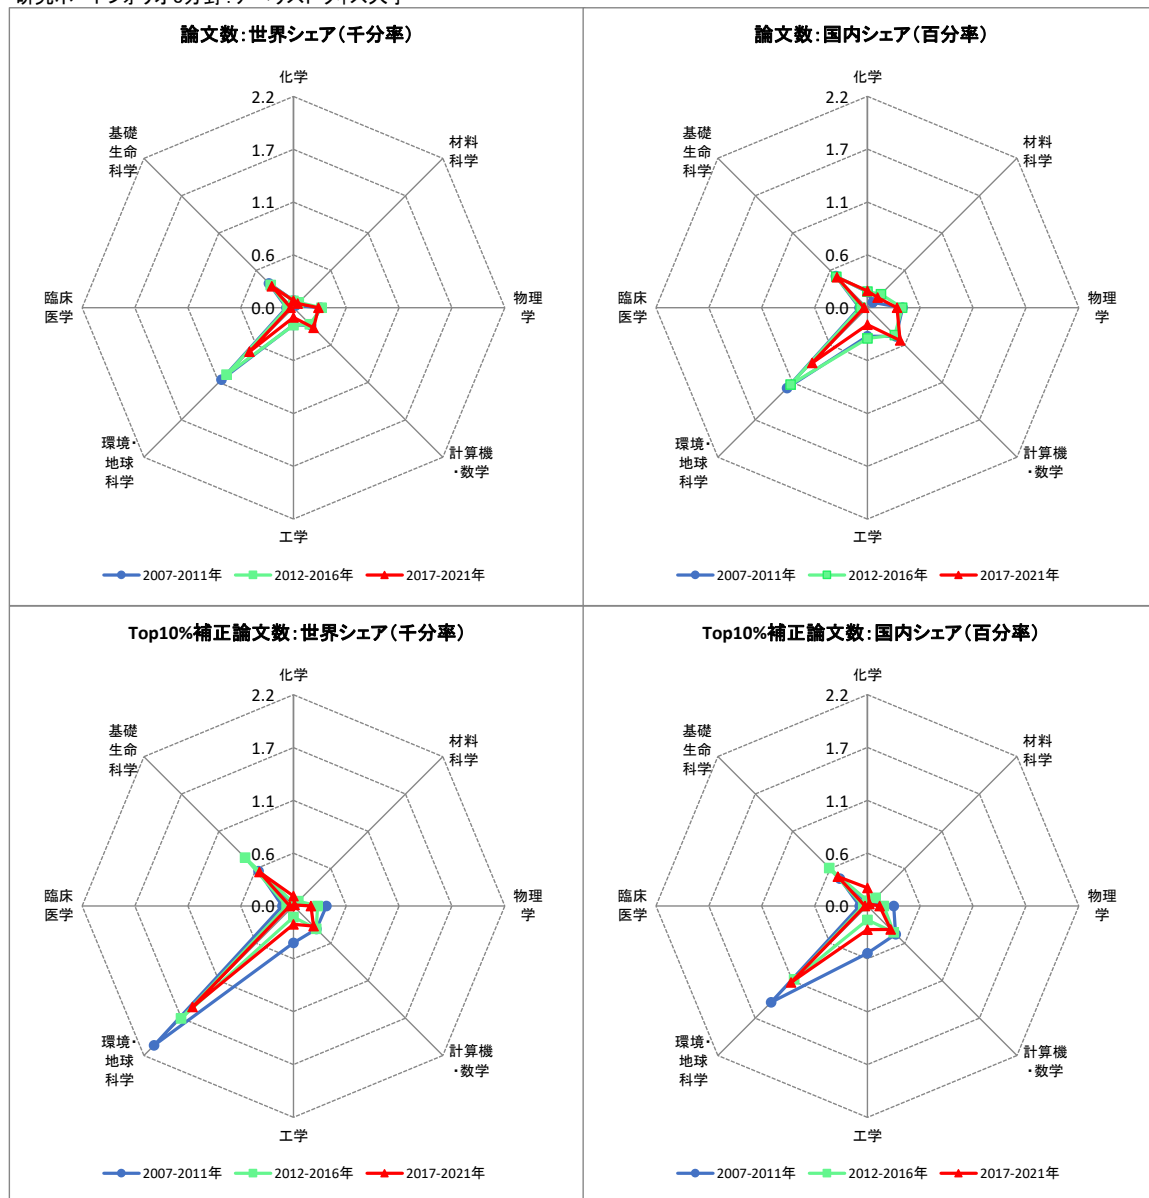 論文数:世界シェア(千分率)
化学
2.2
1.7
1.1
0.6
0.0
材料
科学
物理
学
計算機
・数学
工学
環境・
地球
科学
臨床
医学
基礎
生命
科学
2007-2011年 2012-2016年 2017-2021年
論文数:国内シェア(百分率)
化学
2.2
1.7
1.1
0.6
0.0
材料
科学
物理
学
計算機
・数学
工学
環境・
地球
科学
臨床
医学
基礎
生命
科学
2007-2011年 2012-2016年 2017-2021年
Top10%補正論文数:世界シェア(千分率)
化学
2.2
1.7
1.1
0.6
0.0
材料
科学
物理
学
計算機
・数学
工学
環境・
地球
科学
臨床
医学
基礎
生命
科学
2007-2011年 2012-2016年 2017-2021年
Top10%補正論文数:国内シェア(百分率)
化学
2.2
1.7
1.1
0.6
0.0
材料
科学
物理
学
計算機
・数学
工学
環境・
地球
科学
臨床
医学
基礎
生命
科学
2007-2011年 2012-2016年 2017-2021年